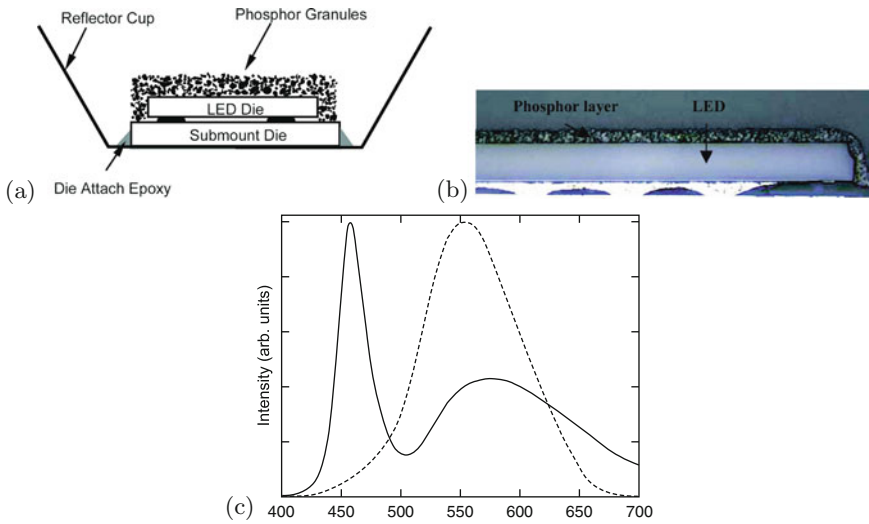 Reflector Cup
Phosphor Granules
LED Die
Submount Die
Die Attach Epoxy
(a)
Phosphor layer
LED
(b)
Intensity (arb. units)
400 450 500 550 600 650 700
(c)